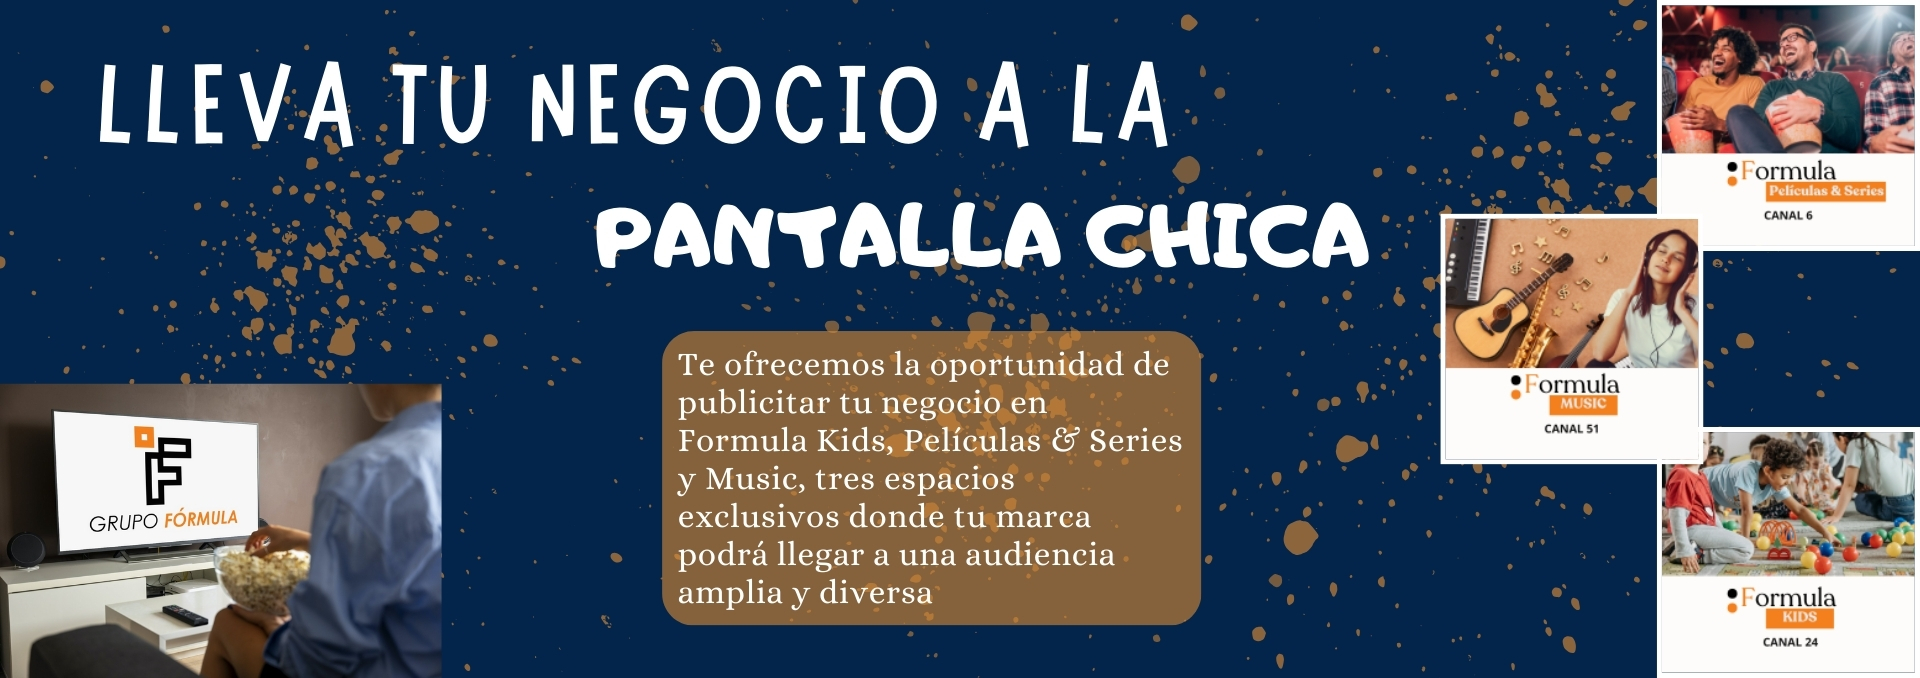 LLEVA TU NEGOCIO A LA
PANTALLA CHICA
Te ofrecemos la oportunidad de
publicitar tu negocio en
Formula Kids, Películas & Series
y Music, tres espacios
exclusivos donde tu marca
podrá llegar a una audiencia
amplia y diversa
GRUPO FÓRMULA
Formula
Películas & Series
CANAL 6
Formula
MUSIC
CANAL 51
Formula
KIDS
CANAL 24